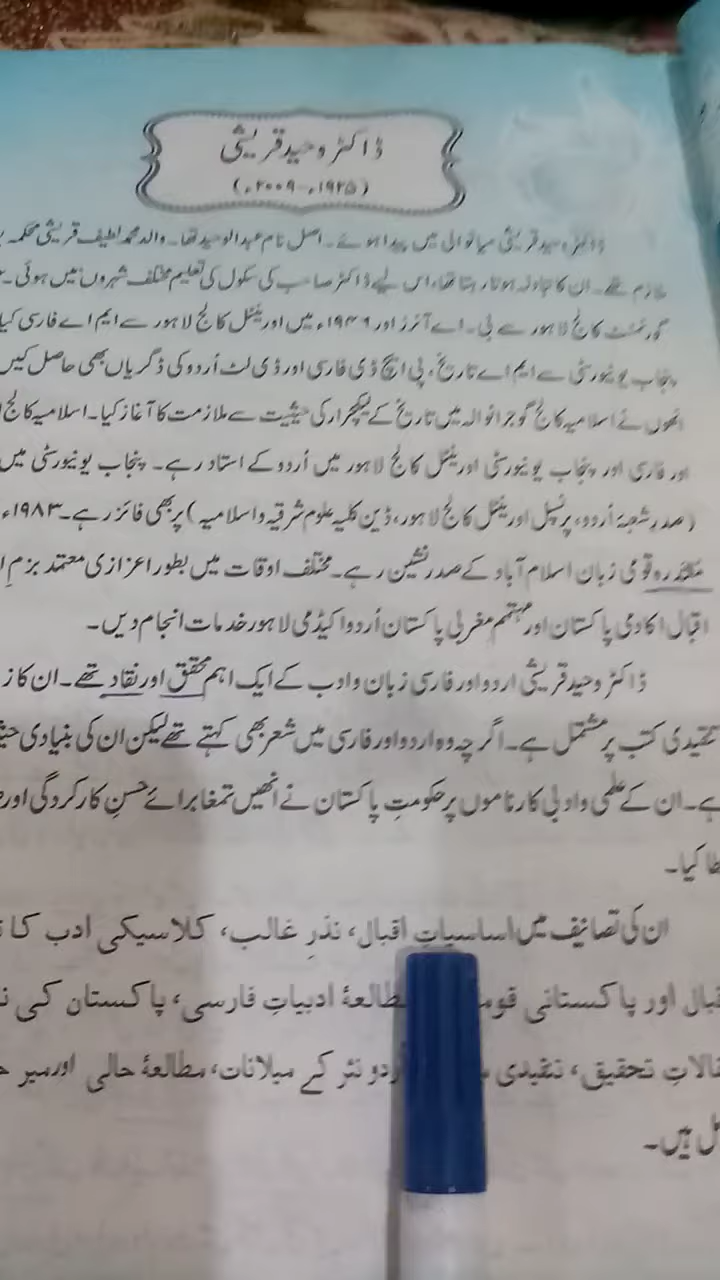 ڈاکٹر وحید قریشی
(۱۹۲۵ء۔۲۰۰۹ء)
ڈاکٹر وحید قریشی میانوالی میں پیدا ہوئے۔ اصل نام عبدالوحید تھا۔ والد محمد لطیف قریشی محکمہ
ملازم تھے۔ ان کا تبادلہ ہوتا رہتا تھا، اس لیے ڈاکٹر صاحب کی سکول کی تعلیم مختلف شہروں میں ہوئی۔
گورنمنٹ کالج لاہور سے بی۔اے آنرز اور ۱۹۴۶ء میں اورینٹل کالج لاہور سے ایم اے فارسی کیا
پنجاب یونیورسٹی سے ایم اے تاریخ، پی ایچ ڈی فارسی اور ڈی لٹ اُردو کی ڈگریاں بھی حاصل کیں
انھوں نے اسلامیہ کالج گوجرانوالہ میں تاریخ کے لیکچرار کی حیثیت سے ملازمت کا آغاز کیا۔ اسلامیہ کالج
اور فارسی اور پنجاب یونیورسٹی اورینٹل کالج لاہور میں اُردو کے استاد رہے۔ پنجاب یونیورسٹی میں
(صدر شعبۂ اُردو، پرنسپل اورینٹل کالج لاہور، ڈین کلیہ علوم شرقیہ و اسلامیہ) پر بھی فائز رہے۔ ۱۹۸۳ء
مقتدرہ قومی زبان اسلام آباد کے صدر نشین رہے۔ مختلف اوقات میں بطور اعزازی معتمد بزمِ
اقبال اکادمی پاکستان اور مہتمم مغربی پاکستان اُردو اکیڈمی لاہور خدمات انجام دیں۔
ڈاکٹر وحید قریشی اردو اور فارسی زبان و ادب کے ایک اہم محقق اور نقاد تھے۔ ان کا
تنقیدی کتب پر مشتمل ہے۔ اگرچہ وہ اردو اور فارسی میں شعر بھی کہتے تھے لیکن ان کی بنیادی
ہے۔ ان کے علمی و ادبی کارناموں پر حکومتِ پاکستان نے انھیں تمغا برائے حسنِ کارکردگی اور
کیا۔
ان کی تصانیف میں اساسیاتِ اقبال، نذرِ غالب، کلاسیکی ادب کا
اور پاکستانی مطالعۂ ادبیاتِ فارسی، پاکستان کی
تحقیق، تنقیدی نثر کے میلانات، مطالعۂ حالی اور میر
ہیں۔